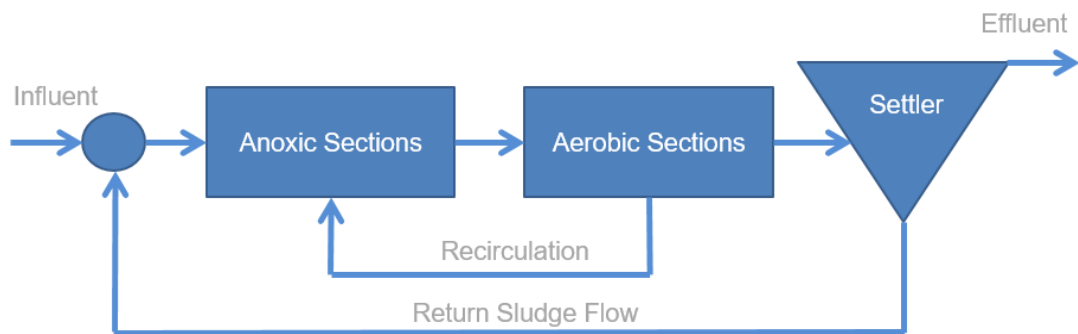 Effluent
Influent
Settler
Anoxic Sections
Aerobic Sections
Recirculation
Return Sludge Flow